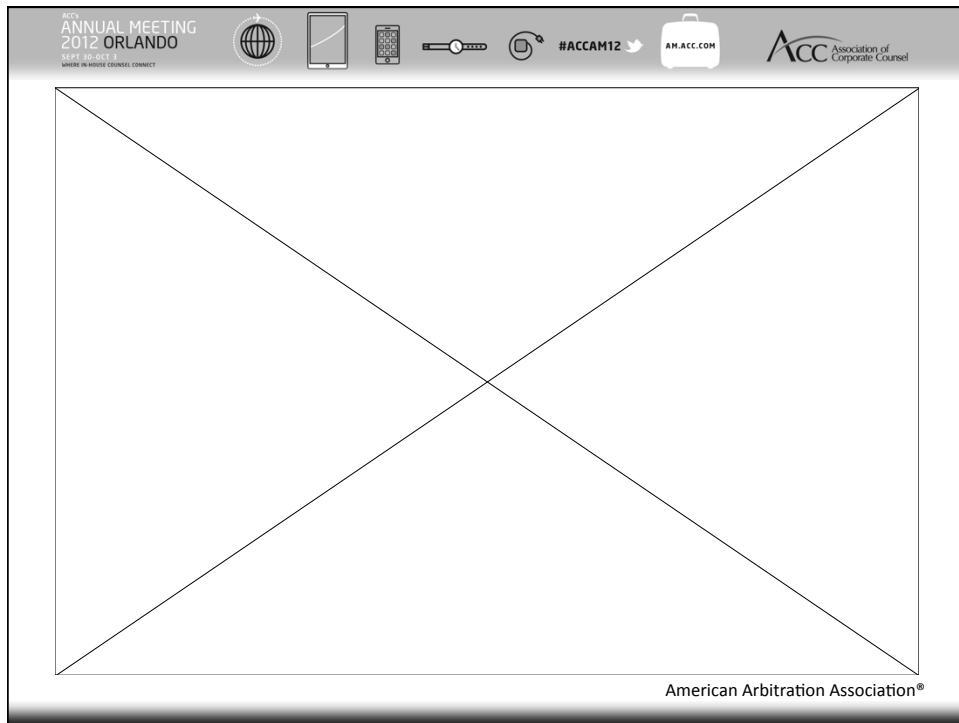 ACC's
ANNUAL MEETING
2012 ORLANDO
SEPT 30-OCT 3
WHERE IN-HOUSE COUNSEL CONNECT
#ACCAM12
AM.ACC.COM
ACC Association of
Corporate Counsel
American Arbitration Association®